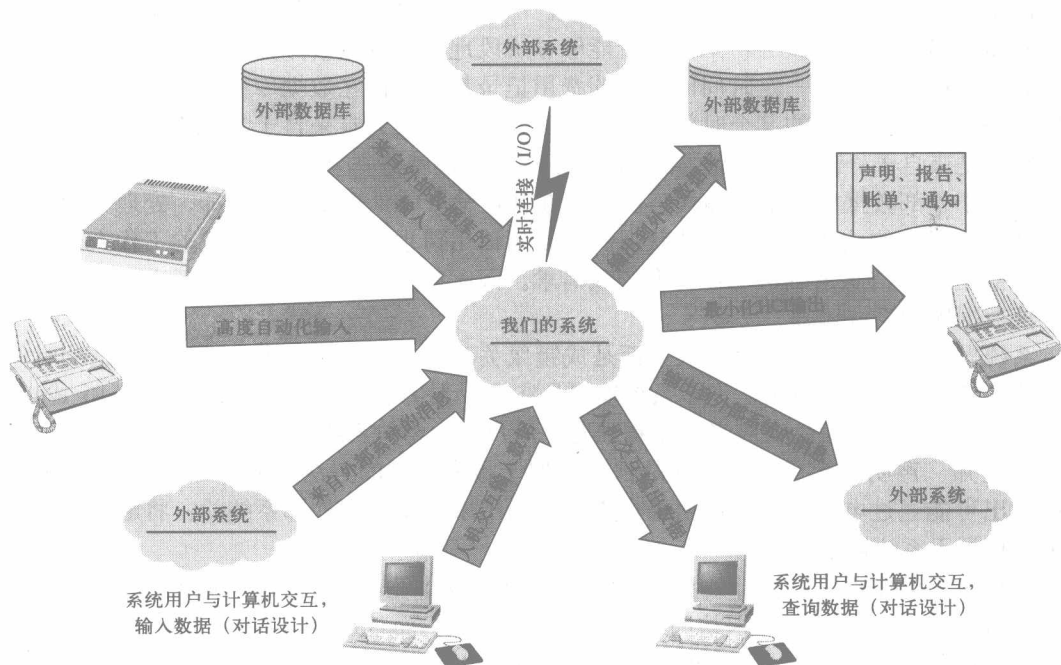 外部系统
外部数据库
外部数据库
来自外部数据库的
输入
实时连接（I/O）
输出到外部数据库
声明、报告、
账单、通知
高度自动化输入
我们的系统
最小化HCI输出
来自外部系统的消息
人机交互输入数据
人机交互输出数据
输出到外部系统的消息
外部系统
外部系统
系统用户与计算机交互，
输入数据（对话设计）
系统用户与计算机交互，
查询数据（对话设计）